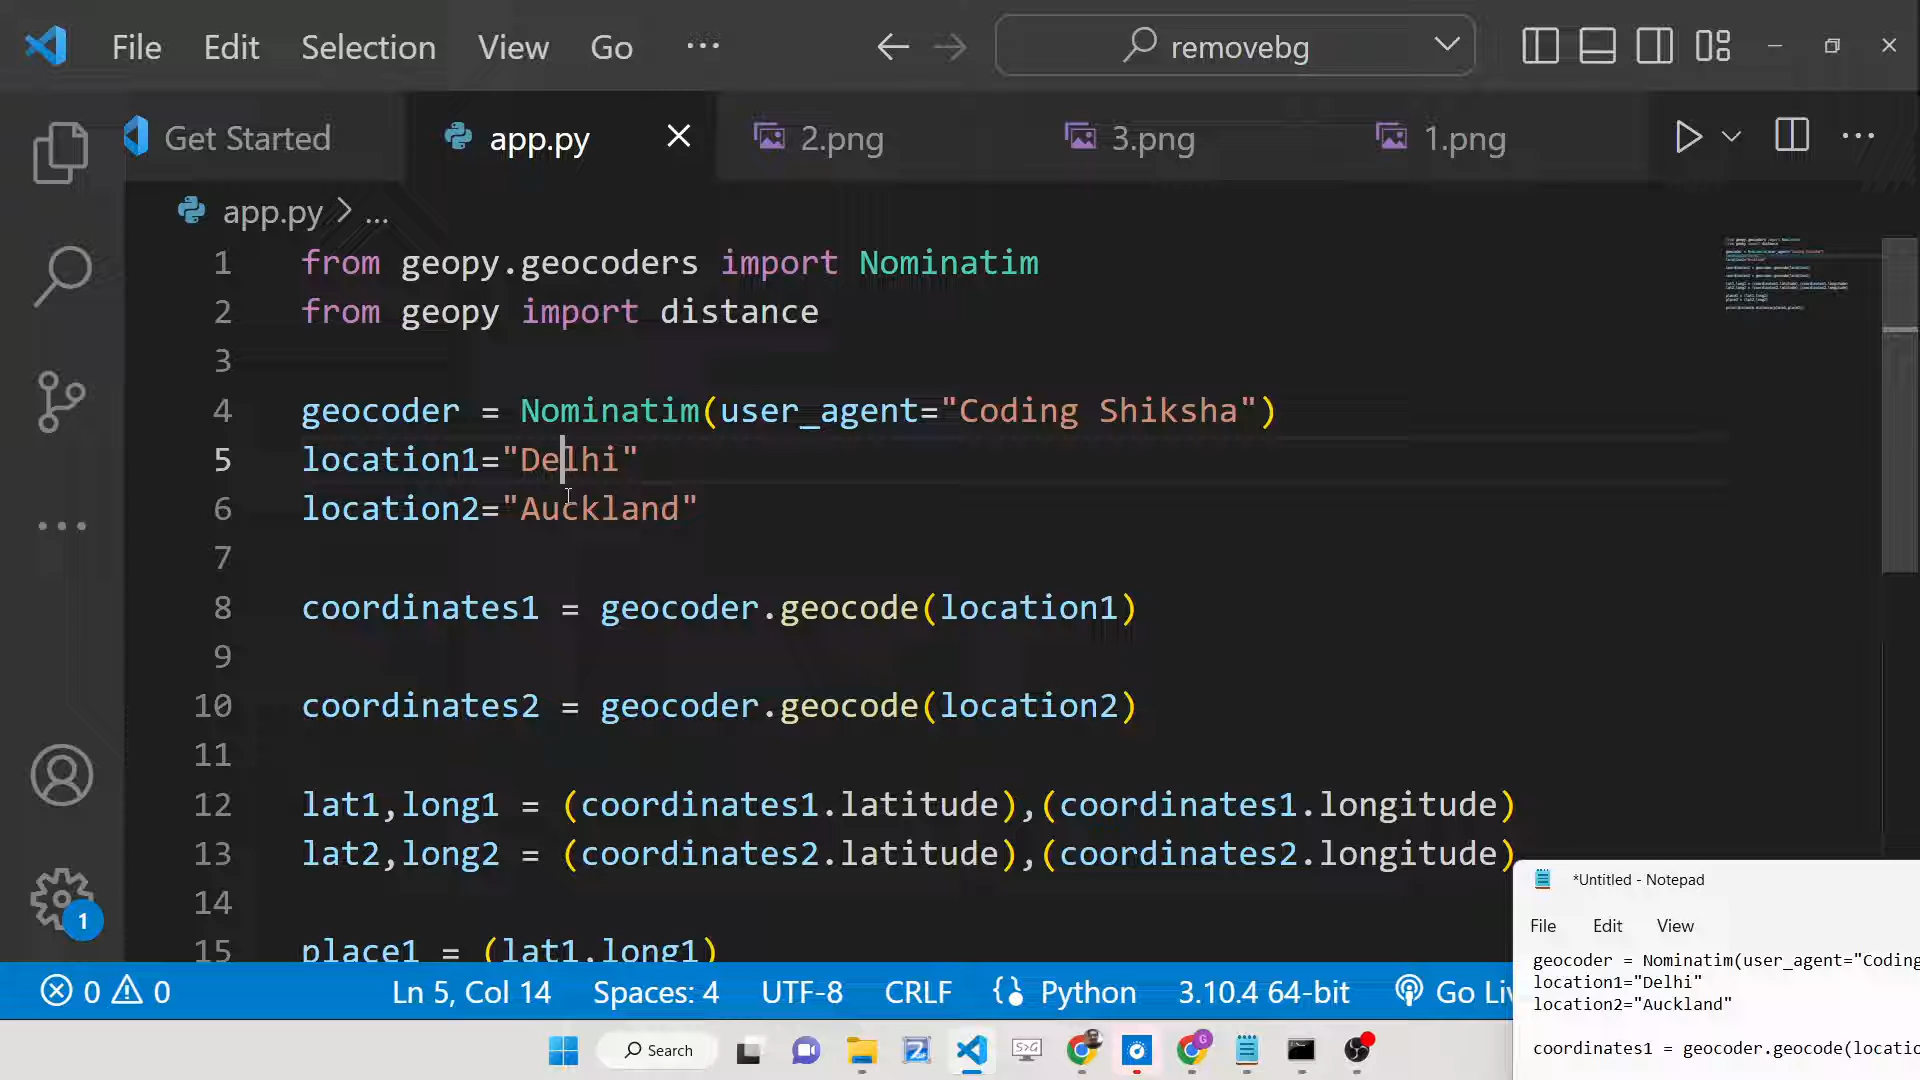 File Edit Selection View Go ... removebg
Get Started app.py 2.png 3.png 1.png
app.py > ...
1 from geopy.geocoders import Nominatim
2 from geopy import distance
3
4 geocoder = Nominatim(user_agent="Coding Shiksha")
5 location1="Delhi"
6 location2="Auckland"
7
8 coordinates1 = geocoder.geocode(location1)
9
10 coordinates2 = geocoder.geocode(location2)
11
12 lat1,long1 = (coordinates1.latitude),(coordinates1.longitude)
13 lat2,long2 = (coordinates2.latitude),(coordinates2.longitude)
14
15 place1 = (lat1,long1)
*Untitled - Notepad
File Edit View
geocoder = Nominatim(user_agent="Coding
location1="Delhi"
location2="Auckland"
coordinates1 = geocoder.geocode(locatio
1
0 0 Ln 5, Col 14 Spaces: 4 UTF-8 CRLF Python 3.10.4 64-bit Go Liv
Search